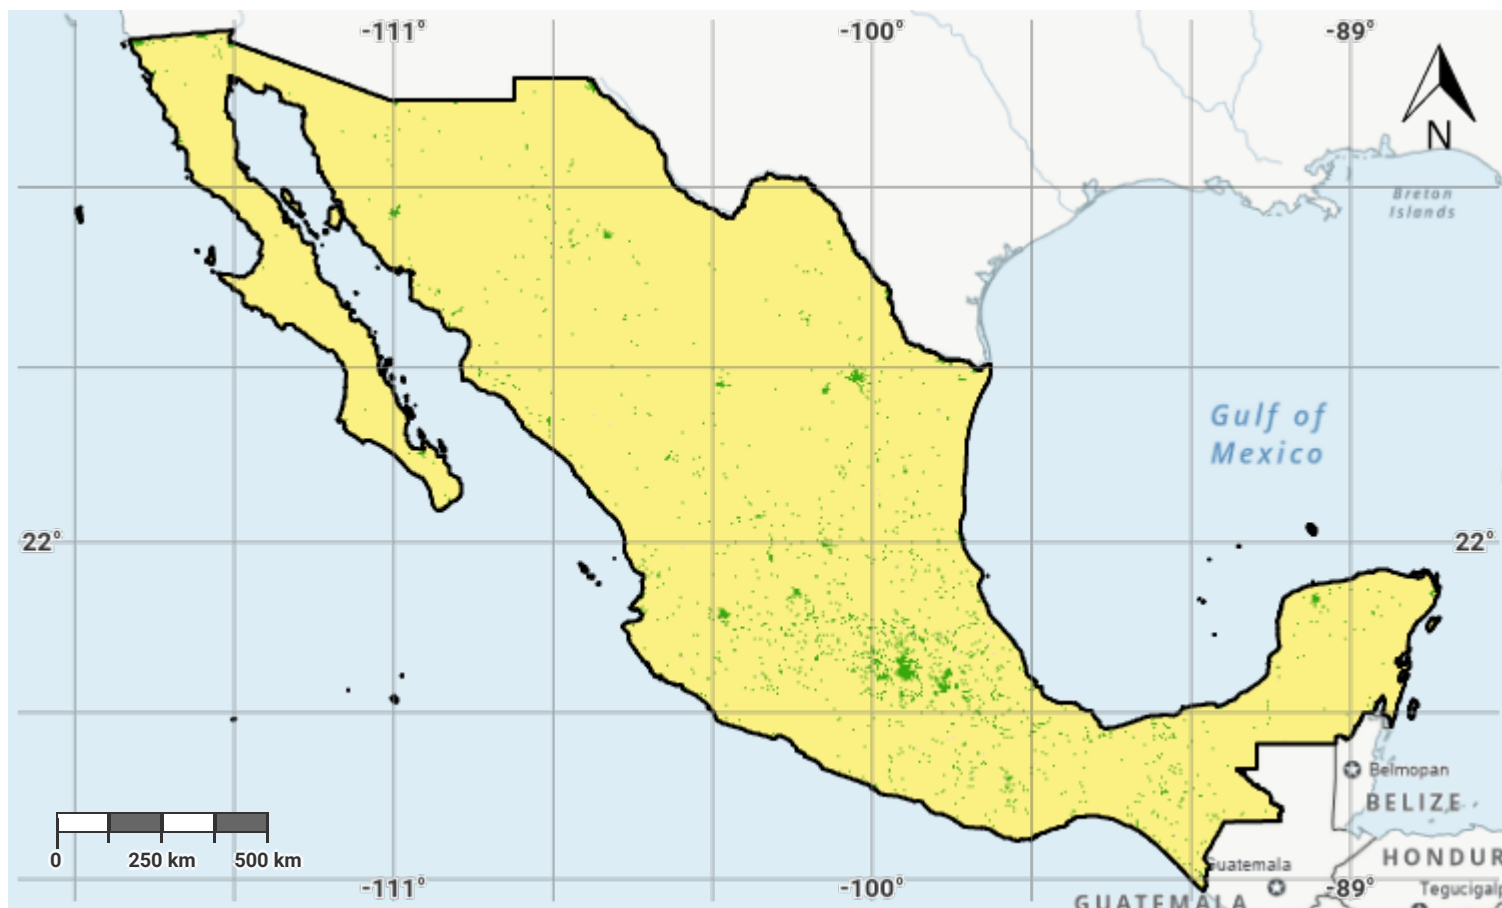 -111° -100° -89°
N
Breton
Islands
Gulf of
Mexico
22° 22°
Belmopan
BELIZE
0 250 km 500 km
HONDUR
Guatemala
-111° -100° -89°
Tegucigalp
GUATEMALA